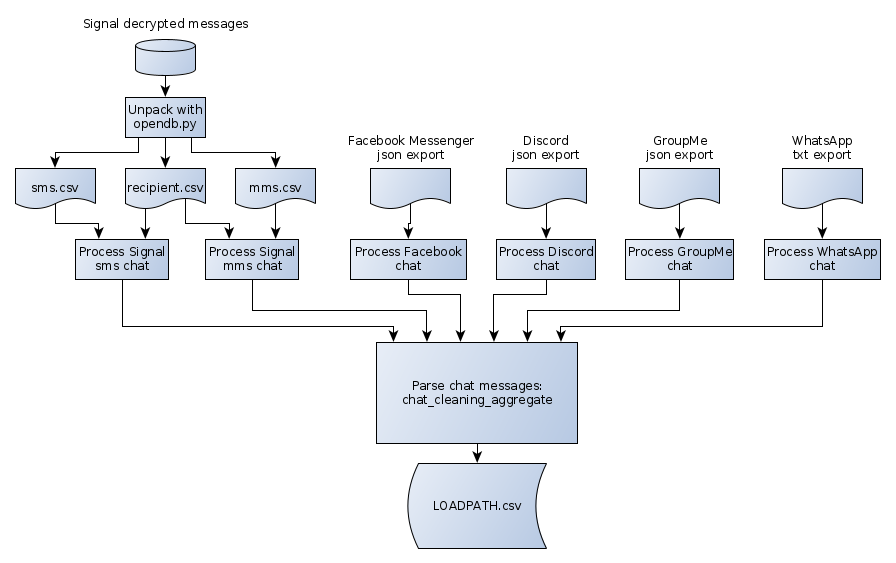 Signal decrypted messages
Unpack with
opendb.py
Facebook Messenger
json export
Discord
json export
GroupMe
json export
WhatsApp
txt export
sms.csv
recipient.csv
mms.csv
Process Signal
sms chat
Process Signal
mms chat
Process Facebook
chat
Process Discord
chat
Process GroupMe
chat
Process WhatsApp
chat
Parse chat messages:
chat_cleaning_aggregate
LOADPATH.csv